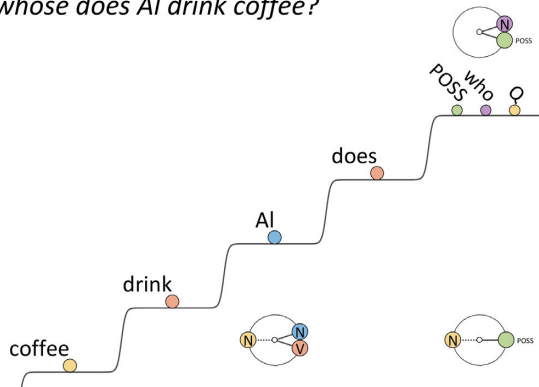 whose does Al drink coffee?
N
POSS
POSS who Q
does
Al
drink
N N V
N POSS
coffee